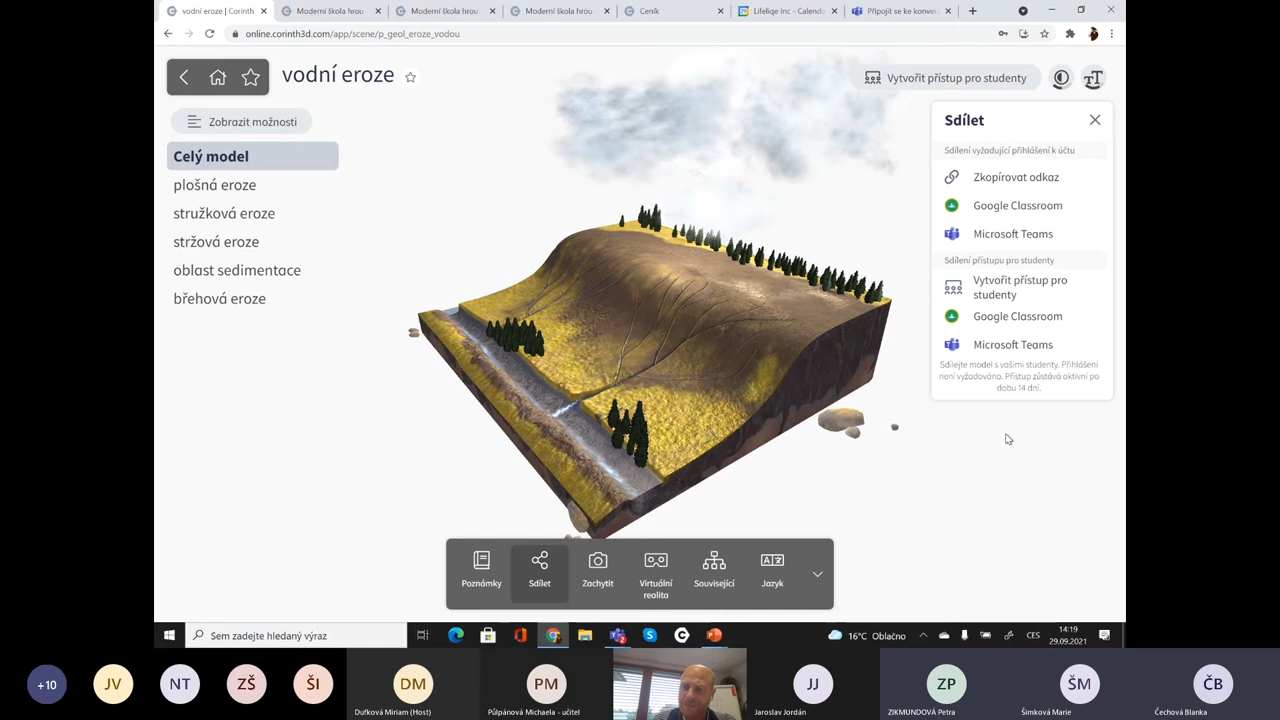 vodní eroze | Corinth
Moderní škola hrou
Moderní škola hrou
Moderní škola hrou
Ceník
Lifeliqe Inc - Calenda
Připojit se ke konver
online.corinth3d.com/app/scene/p_geol_eroze_vodou
vodní eroze
Vytvořit přístup pro studenty
Zobrazit možnosti
Celý model
plošná eroze
stružková eroze
stržová eroze
oblast sedimentace
břehová eroze
Sdílet
Sdílení vyžadující přihlášení k účtu
Zkopírovat odkaz
Google Classroom
Microsoft Teams
Sdílení přístupu pro studenty
Vytvořit přístup pro
studenty
Google Classroom
Microsoft Teams
Sdílejte model s vašimi studenty. Přihlášení
není vyžadováno. Přístup zůstává aktivní po
dobu 14 dní.
Poznámky
Sdílet
Zachytit
Virtuální
realita
Související
Jazyk
Sem zadejte hledaný výraz
16°C Oblačno
CES
14:19
29.09.2021
+10
JV
NT
ZŠ
ŠI
DM
PM
JJ
ZP
ŠM
ČB
Dufková Miriam (Host)
Půlpánová Michaela - učitel
Jaroslav Jordán
ZIKMUNDOVÁ Petra
Šimková Marie
Čechová Blanka